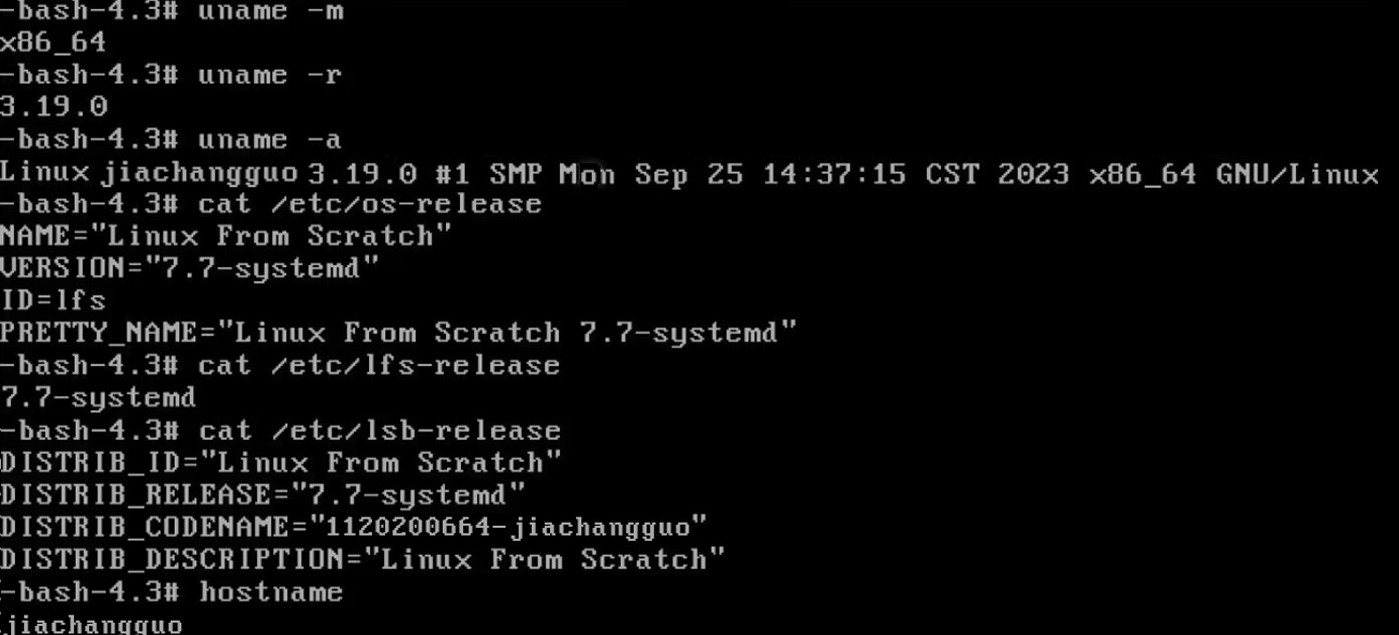 -bash-4.3# uname -m
x86_64
-bash-4.3# uname -r
3.19.0
-bash-4.3# uname -a
Linux jiachangguo 3.19.0 #1 SMP Mon Sep 25 14:37:15 CST 2023 x86_64 GNU/Linux
-bash-4.3# cat /etc/os-release
NAME="Linux From Scratch"
VERSION="7.7-systemd"
ID=lfs
PRETTY_NAME="Linux From Scratch 7.7-systemd"
-bash-4.3# cat /etc/lfs-release
7.7-systemd
-bash-4.3# cat /etc/lsb-release
DISTRIB_ID="Linux From Scratch"
DISTRIB_RELEASE="7.7-systemd"
DISTRIB_CODENAME="1120200664-jiachangguo"
DISTRIB_DESCRIPTION="Linux From Scratch"
-bash-4.3# hostname
jiachangguo